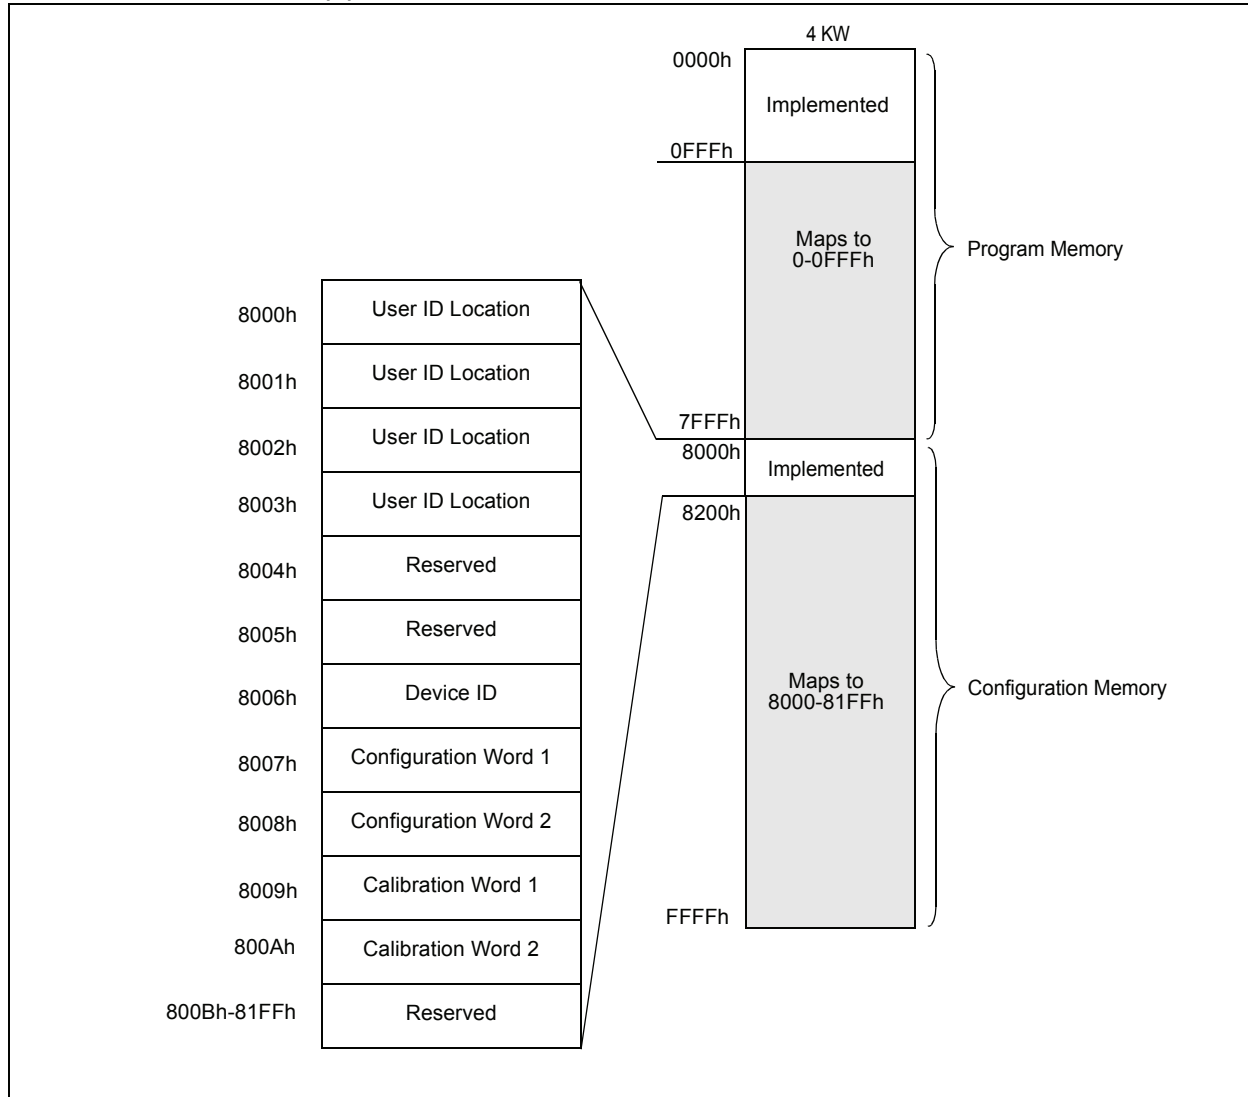 4 KW
0000h
Implemented
0FFFh
Maps to
0-0FFFh
Program Memory
7FFFh
8000h
Implemented
8200h
Maps to
8000-81FFh
Configuration Memory
FFFFh
8000h User ID Location
8001h User ID Location
8002h User ID Location
8003h User ID Location
8004h Reserved
8005h Reserved
8006h Device ID
8007h Configuration Word 1
8008h Configuration Word 2
8009h Calibration Word 1
800Ah Calibration Word 2
800Bh-81FFh Reserved